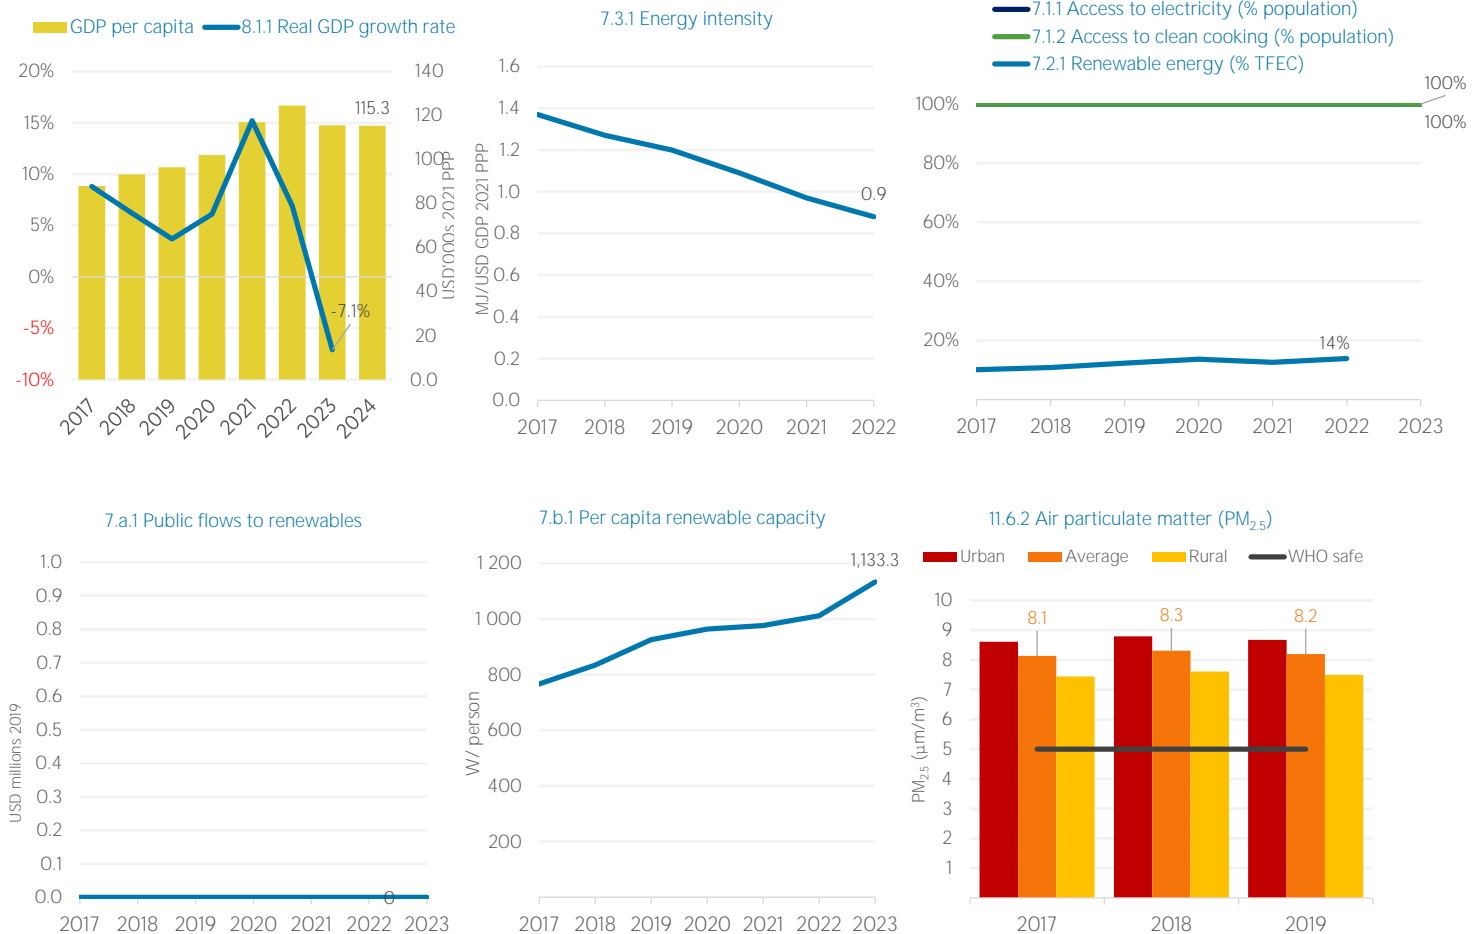 GDP per capita
8.1.1 Real GDP growth rate
20%
15%
10%
5%
0%
-5%
-10%
140
120
100
80
60
40
20
0.0
USD'000s 2021 PPP
115.3
-7.1%
2017 2018 2019 2020 2021 2022 2023 2024
7.3.1 Energy intensity
1.6
1.4
1.2
1.0
0.8
0.6
0.4
0.2
0.0
MJ/USD GDP 2021 PPP
0.9
2017 2018 2019 2020 2021 2022
7.1.1 Access to electricity (% population)
7.1.2 Access to clean cooking (% population)
7.2.1 Renewable energy (% TFEC)
100%
80%
60%
40%
20%
100%
100%
14%
2017 2018 2019 2020 2021 2022 2023
7.a.1 Public flows to renewables
1.0
0.9
0.8
0.7
0.6
0.5
0.4
0.3
0.2
0.1
0.0
USD millions 2019
0
2017 2018 2019 2020 2021 2022 2023
7.b.1 Per capita renewable capacity
1 200
1 000
800
600
400
200
W/ person
1,133.3
2017 2018 2019 2020 2021 2022 2023
11.6.2 Air particulate matter (PM2.5)
Urban Average Rural WHO safe
10
9
8
7
6
5
4
3
2
1
PM2.5 (µm/m³)
8.1 8.3 8.2
2017 2018 2019